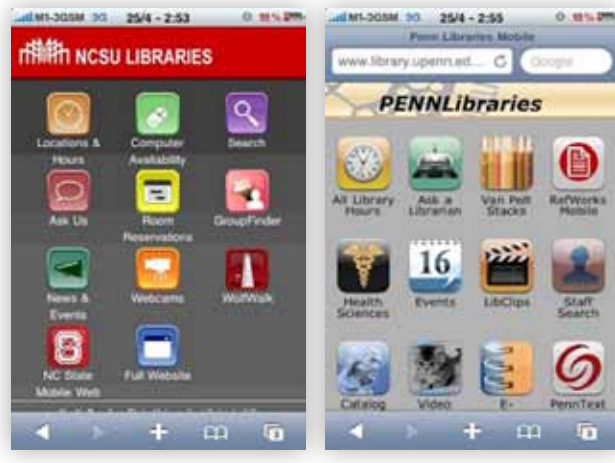 M1-3GSM 3G 25/4 - 2:53
NCSU LIBRARIES
Locations & Hours
Computer Availability
Search
Ask Us
Room Reservations
GroupFinder
News & Events
Webcams
WolfWalk
NC State Mobile Web
Full Website
M1-3GSM 3G 25/4 - 2:55
Penn Libraries Mobile
www.library.upenn.ed...
Google
PENNLibraries
All Library Hours
Ask a Librarian
Van Pelt Stacks
RefWorks Mobile
Health Sciences
16
Events
LibClips
Staff Search
Catalog
Video
E-
PennText